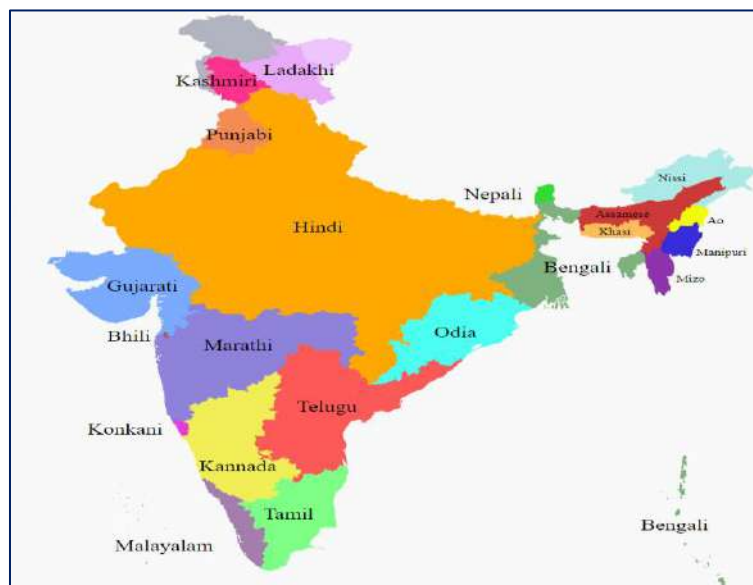 Ladakhi
Kashmiri
Punjabi
Nissi
Nepali
Assamese
Ao
Hindi
Khasi
Manipuri
Bengali
Mizo
Gujarati
Bhili
Marathi
Odia
Telugu
Konkani
Kannada
Tamil
Bengali
Malayalam